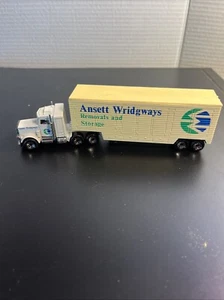 Ansett Wridgways
Removals and
Storage